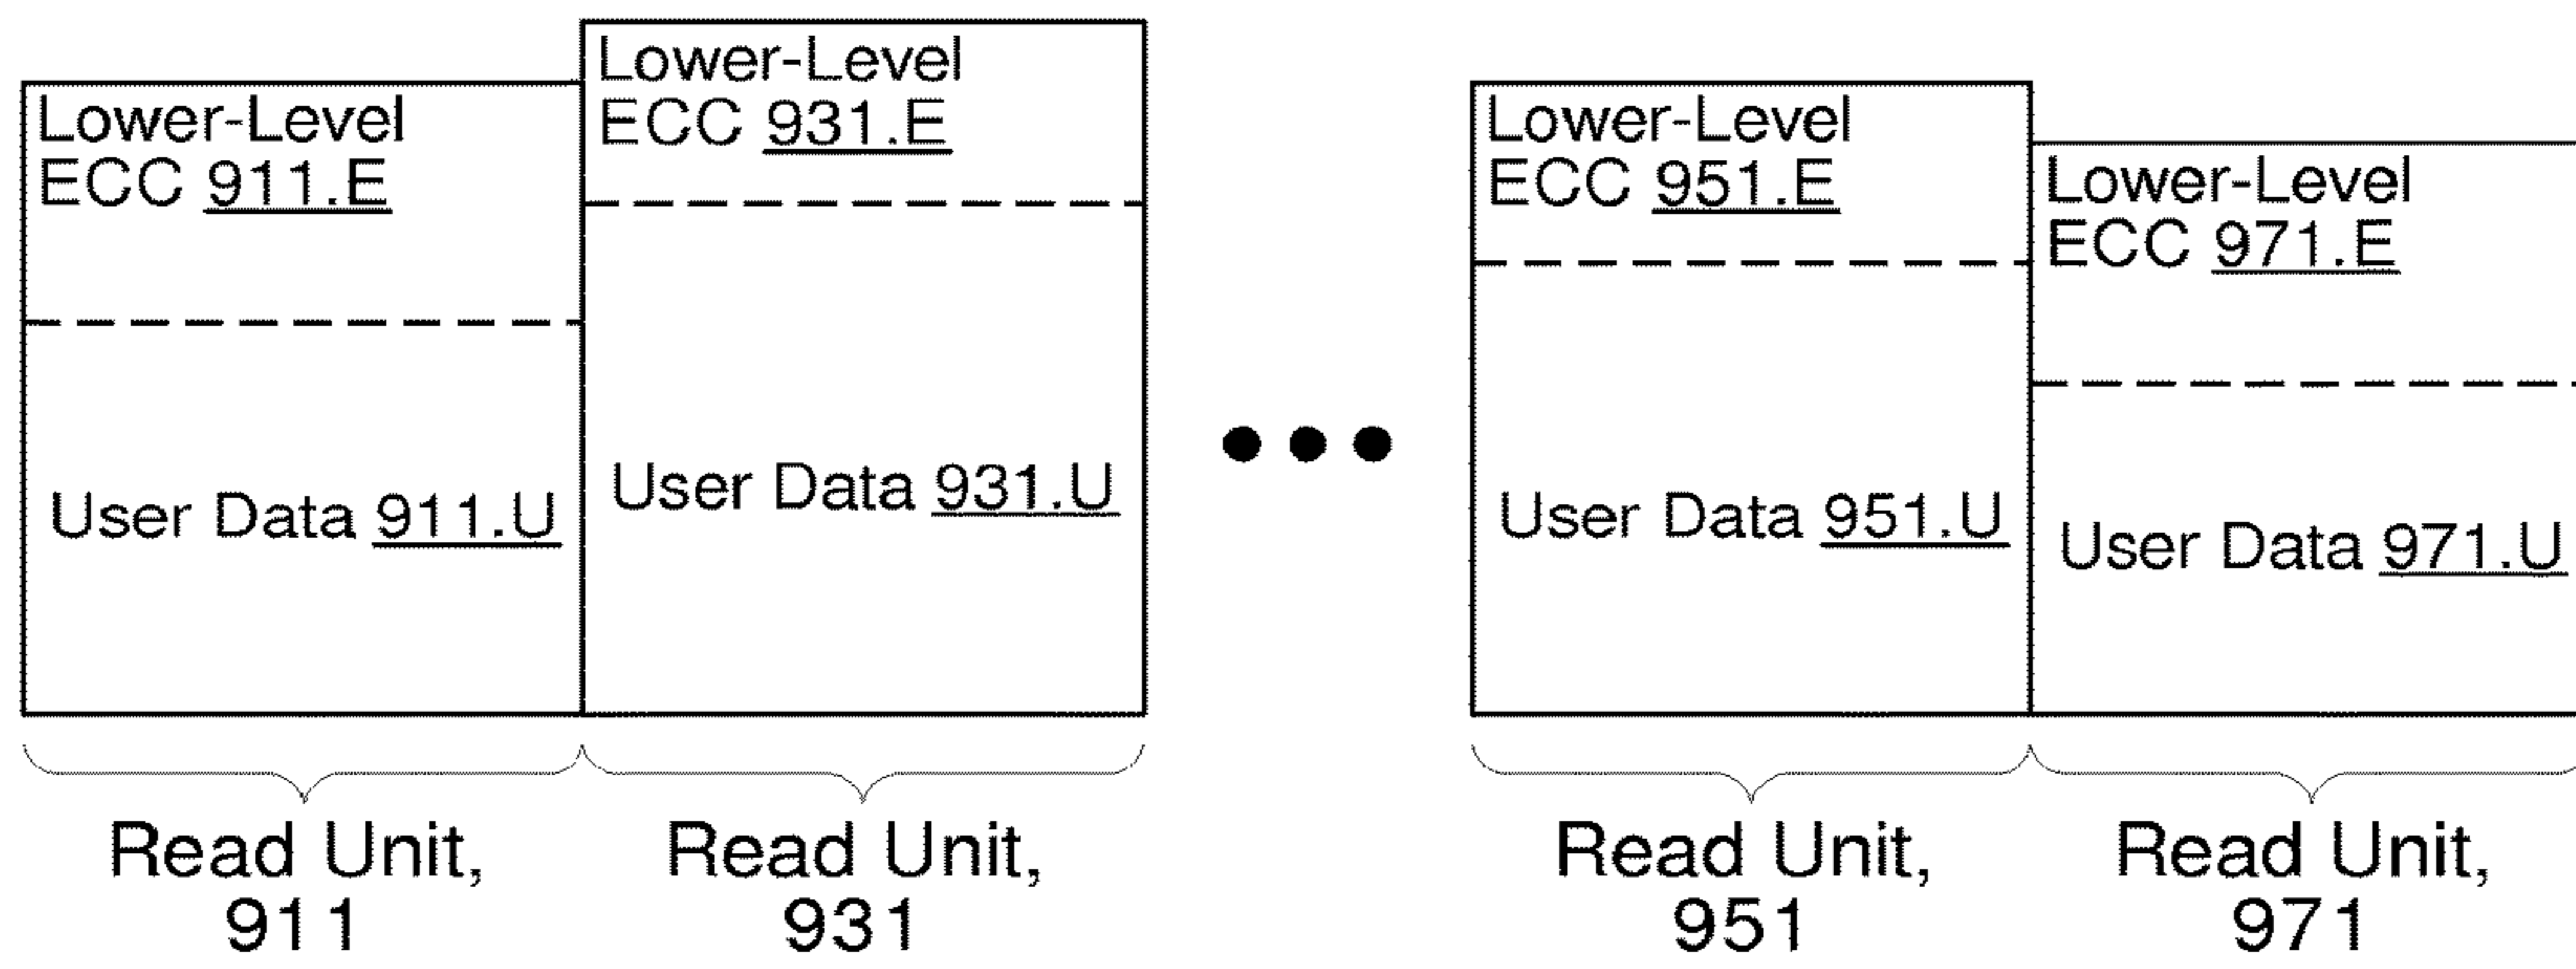 Lower-Level
ECC 911.E
User Data 911.U
Lower-Level
ECC 931.E
User Data 931.U
Lower-Level
ECC 951.E
User Data 951.U
Lower-Level
ECC 971.E
User Data 971.U
Read Unit,
911
Read Unit,
931
Read Unit,
951
Read Unit,
971